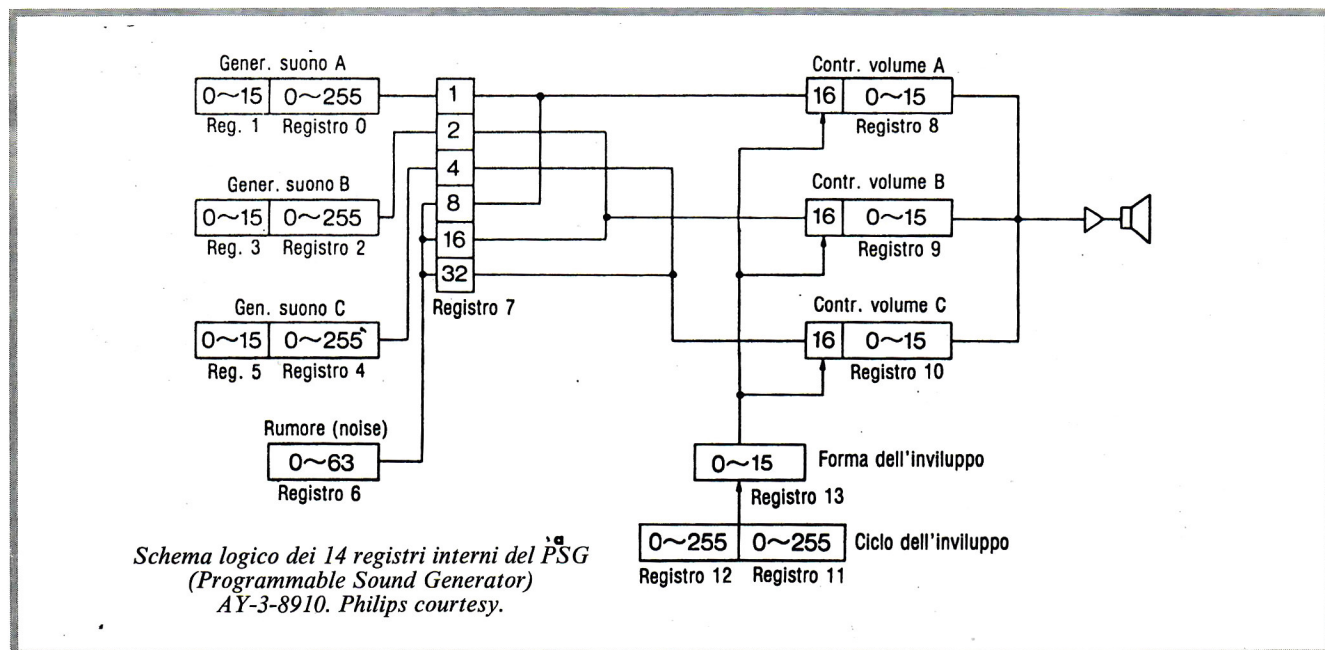 Gener. suono A
0~15 0~255
Reg. 1 Registro 0
Gener. suono B
0~15 0~255
Reg. 3 Registro 2
Gen. suono C
0~15 0~255
Reg. 5 Registro 4
Rumore (noise)
0~63
Registro 6
1
2
4
8
16
32
Registro 7
Contr. volume A
16 0~15
Registro 8
Contr. volume B
16 0~15
Registro 9
Contr. volume C
16 0~15
Registro 10
0~15 Forma dell'inviluppo
Registro 13
0~255 0~255 Ciclo dell'inviluppo
Registro 12 Registro 11
Schema logico dei 14 registri interni del PSG
(Programmable Sound Generator)
AY-3-8910. Philips courtesy.